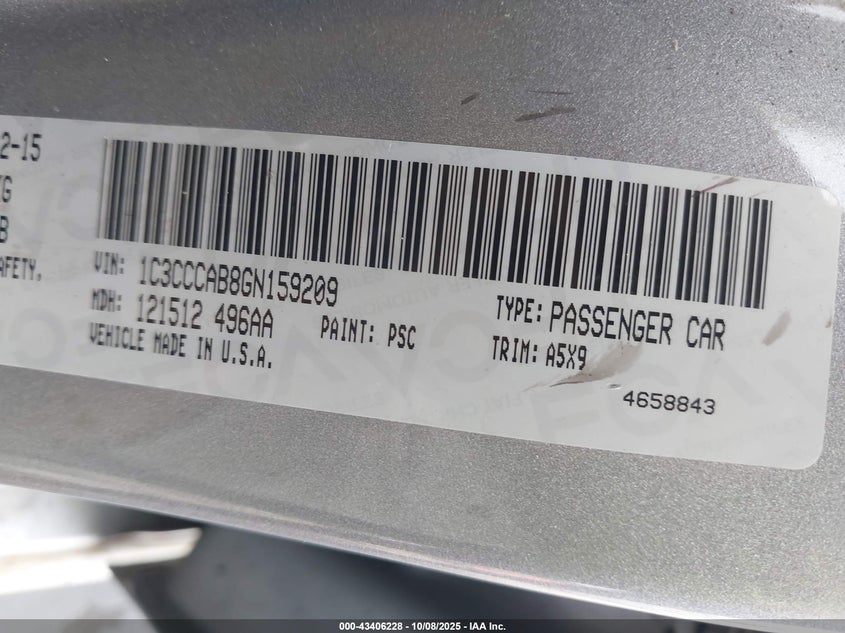 2-15
G
B
AFETY.
VIN: 1C3CCCAB8GN159209
MDH: 121512 496AA
PAINT: PSC
VEHICLE MADE IN U.S.A.
TYPE: PASSENGER CAR
TRIM: A5X9
4658843
000-43406228 - 10/08/2025 - IAA Inc.